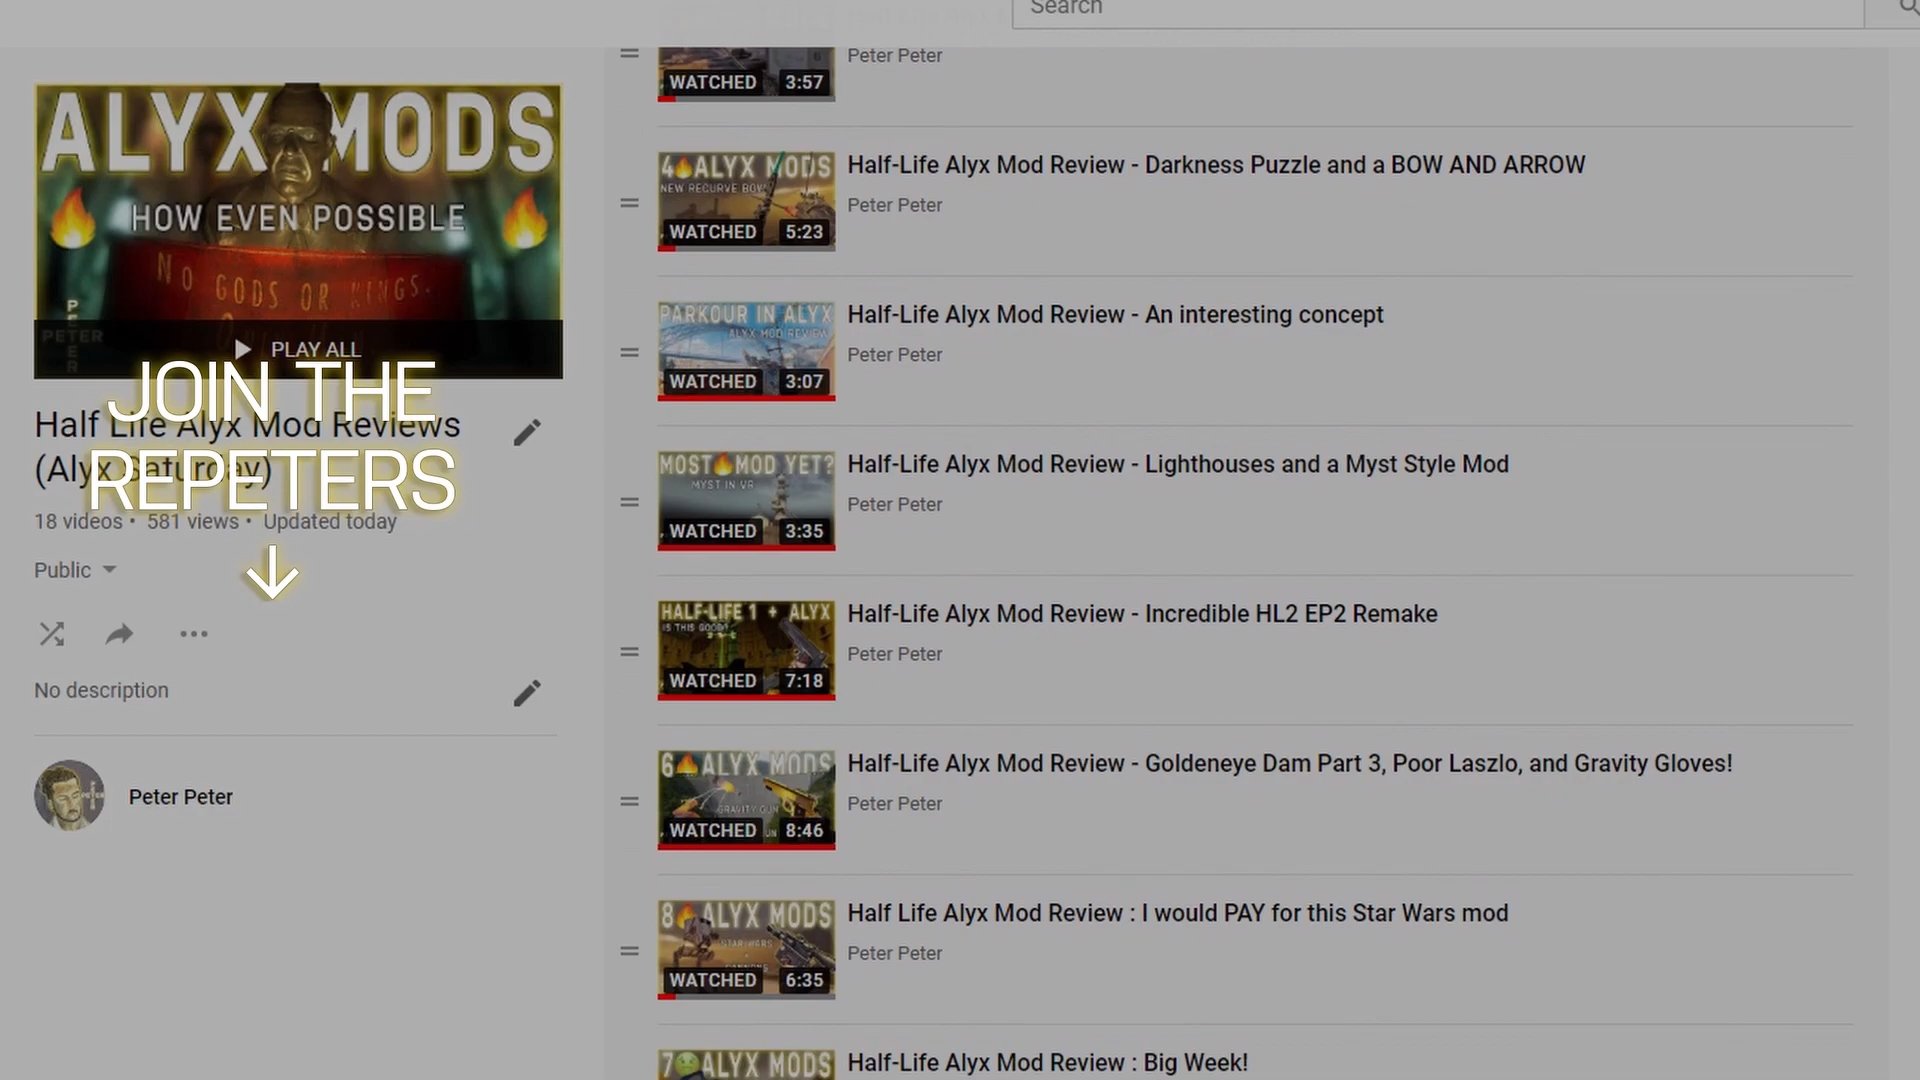 Search
ALYX MODS
HOW EVEN POSSIBLE
NO GODS OR KINGS.
PETER
PLAY ALL
JOIN THE
REPETERS
Half Life Alyx Mod Reviews
(Alyx Saturday)
18 videos • 581 views • Updated today
Public
No description
Peter Peter
WATCHED 3:57
Peter Peter
4 ALYX MODS
NEW RECURVE BOW
WATCHED 5:23
Half-Life Alyx Mod Review - Darkness Puzzle and a BOW AND ARROW
Peter Peter
PARKOUR IN ALYX
ALYX MOD REVIEW
WATCHED 3:07
Half-Life Alyx Mod Review - An interesting concept
Peter Peter
MOST🔥MOD YET?
MYST IN VR
WATCHED 3:35
Half-Life Alyx Mod Review - Lighthouses and a Myst Style Mod
Peter Peter
HALF-LIFE 1 + ALYX
IS THIS GOOD?
WATCHED 7:18
Half-Life Alyx Mod Review - Incredible HL2 EP2 Remake
Peter Peter
6🔥ALYX MODS
GRAVITY GUN
WATCHED 8:46
Half-Life Alyx Mod Review - Goldeneye Dam Part 3, Poor Laszlo, and Gravity Gloves!
Peter Peter
8🔥ALYX MODS
STAR WARS
WATCHED 6:35
Half Life Alyx Mod Review : I would PAY for this Star Wars mod
Peter Peter
7🤢ALYX MODS
Half-Life Alyx Mod Review : Big Week!